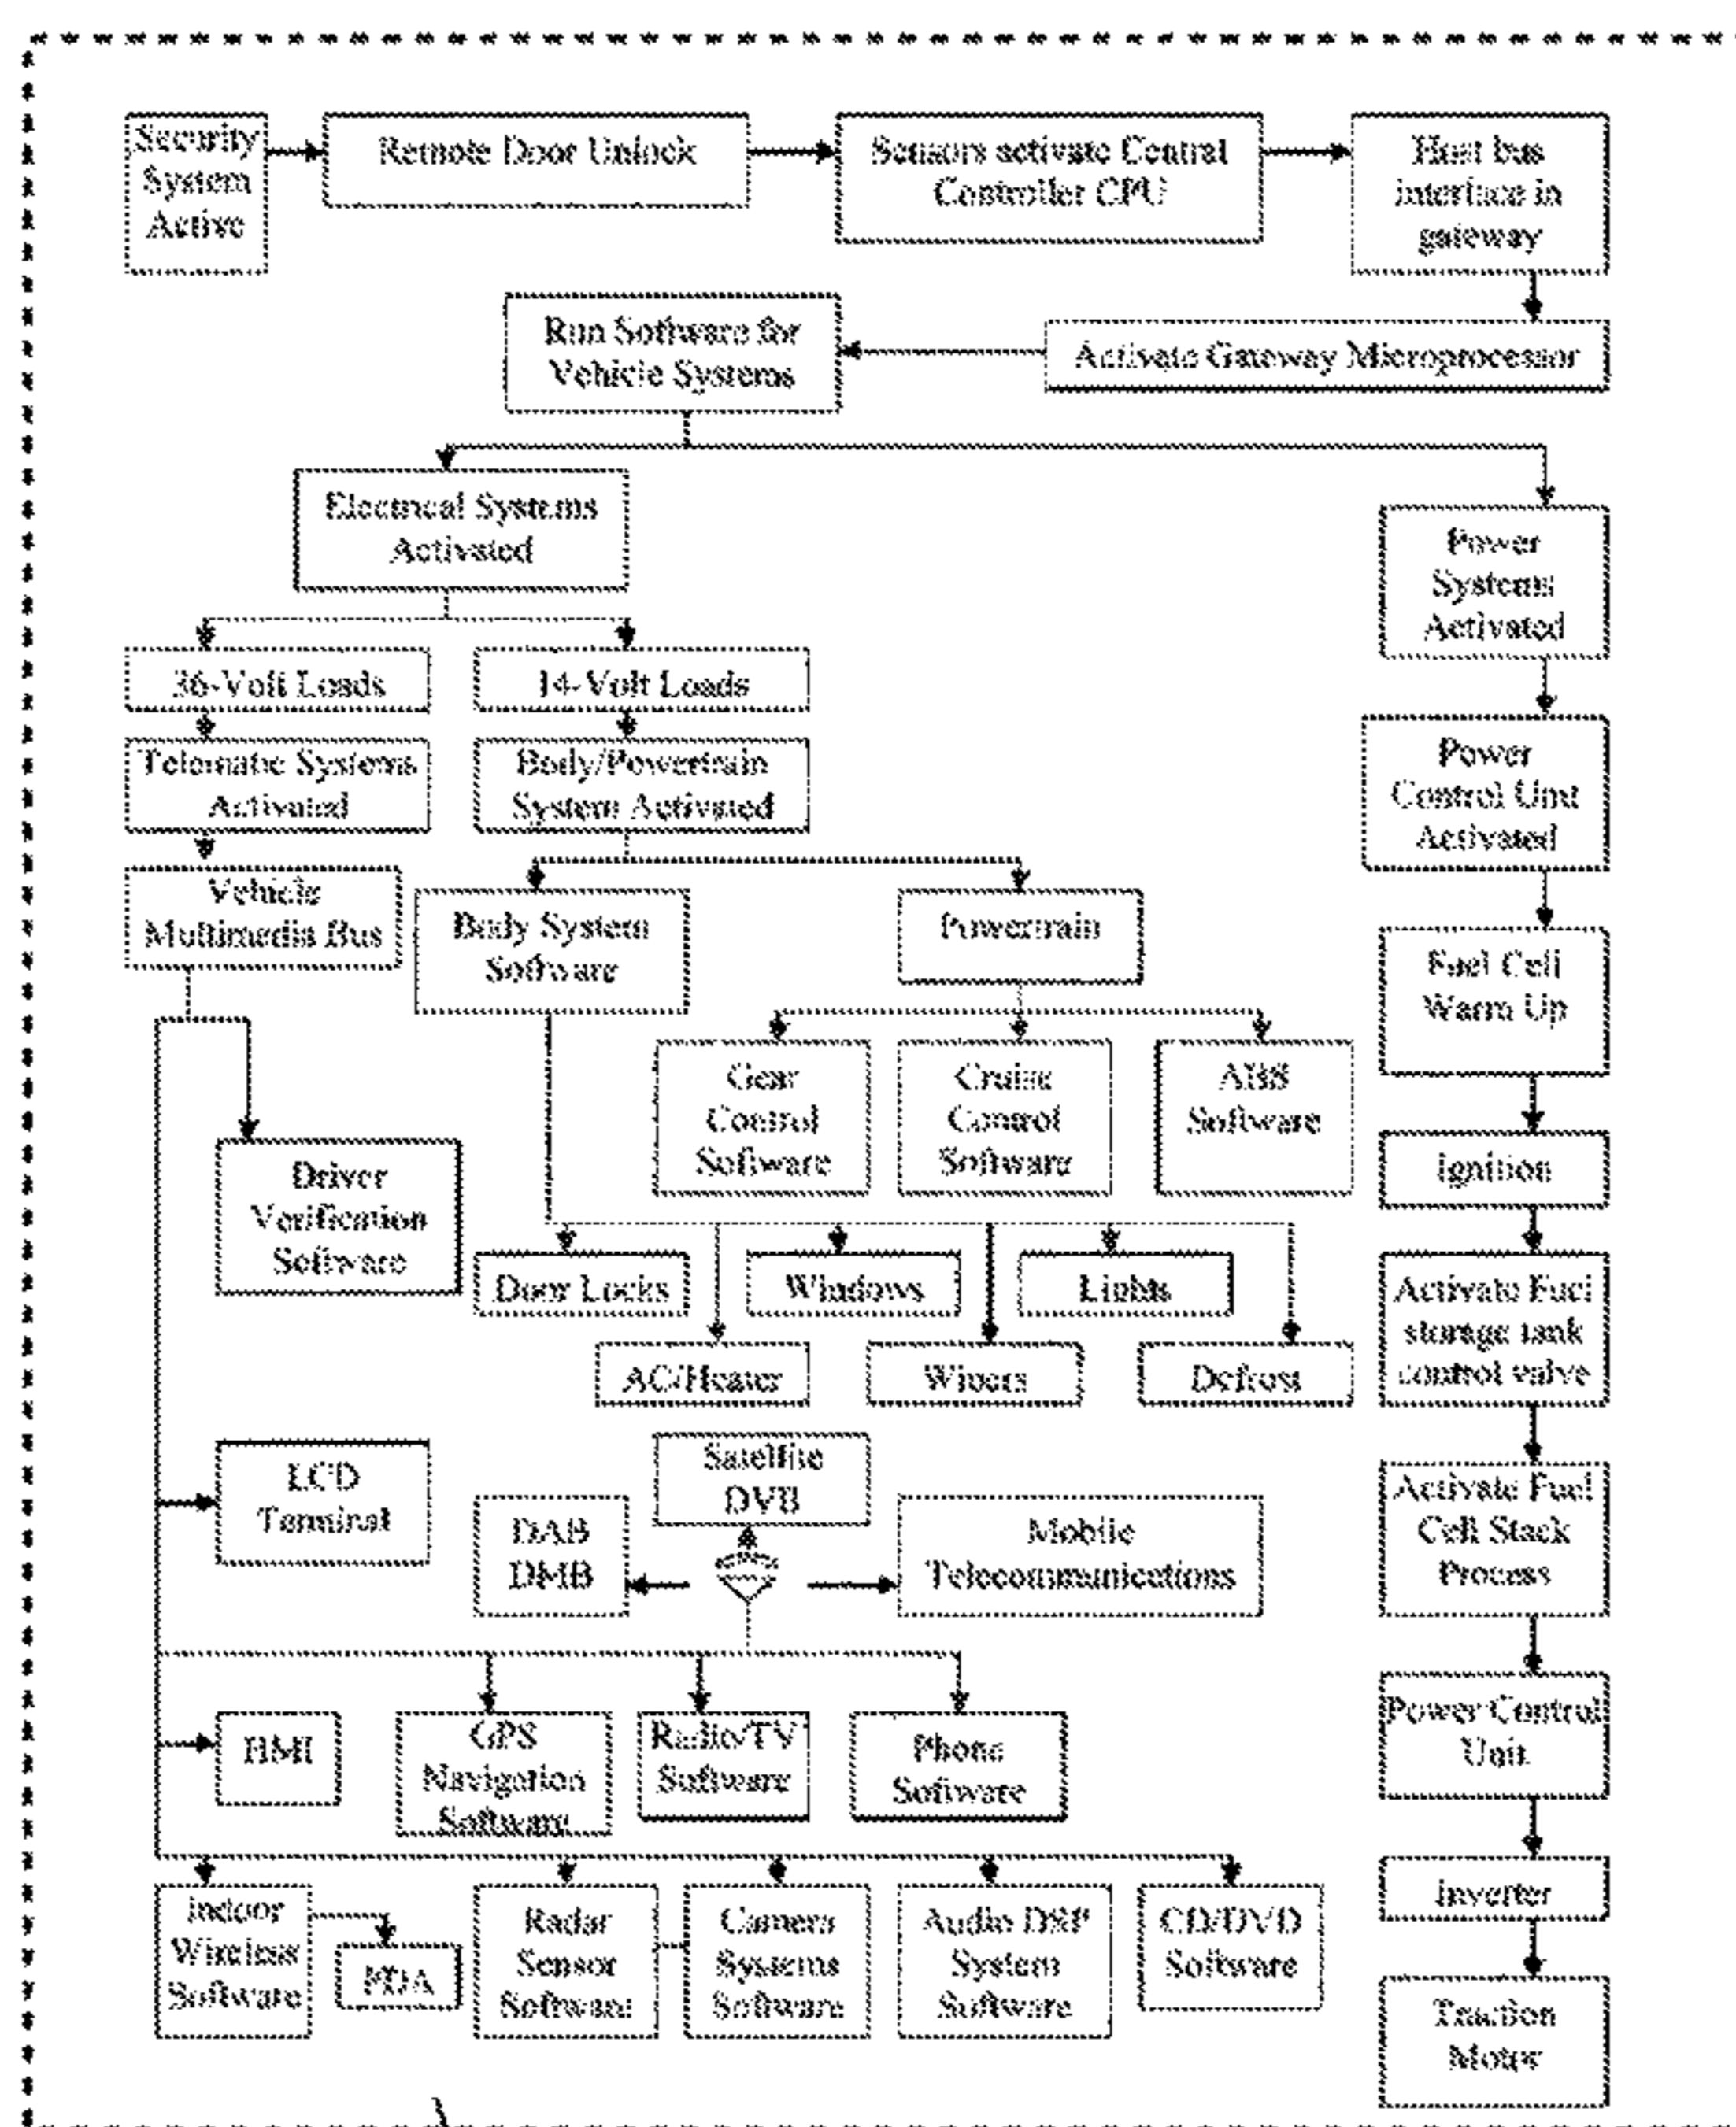 Security
System
Active
Remote Door Unlock
Sensors activate Central
Controller CPU
Host bus
interface in
gateway
Run Software for
Vehicle Systems
Activate Gateway Microprocessor
Electrical Systems
Activated
Power
Systems
Activated
36-Volt Loads
14-Volt Loads
Telematic Systems
Activated
Body/Powertrain
System Activated
Power
Control Unit
Activated
Vehicle
Multimedia Bus
Body System
Software
Powertrain
Fuel Cell
Warm Up
Gear
Control
Software
Cruise
Control
Software
ABS
Software
Ignition
Driver
Verification
Software
Door Locks
Windows
Lights
AC/Heater
Wipers
Defrost
Activate Fuel
storage tank
control valve
LCD
Terminal
Satellite
DVB
DAB
DMB
Mobile
Telecommunications
Activate Fuel
Cell Stack
Process
HMI
GPS
Navigation
Software
Radio/TV
Software
Phone
Software
Power Control
Unit
Indoor
Wireless
Software
PDA
Radar
Sensor
Software
Camera
Systems
Software
Audio DSP
System
Software
CD/DVD
Software
Inverter
Traction
Motor